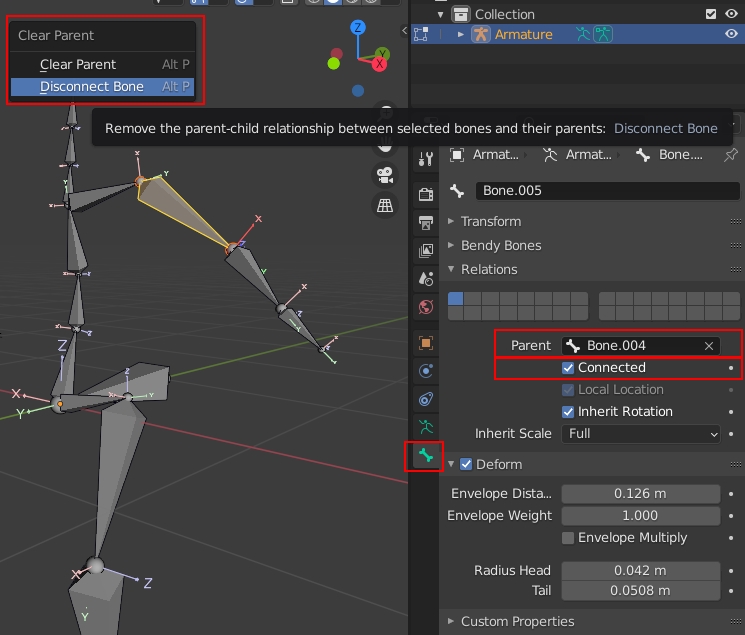 Clear Parent
Clear Parent Alt P
Disconnect Bone Alt P
Collection
Armature
Z
Y
X
Remove the parent-child relationship between selected bones and their parents: Disconnect Bone
Armat... Armat... Bone....
Bone.005
Transform
Bendy Bones
Relations
Parent Bone.004
Connected
Local Location
Inherit Rotation
Inherit Scale Full
Deform
Envelope Dista... 0.126 m
Envelope Weight 1.000
Envelope Multiply
Radius Head 0.042 m
Tail 0.0508 m
Custom Properties
Z
X
Y
X
Z
Y